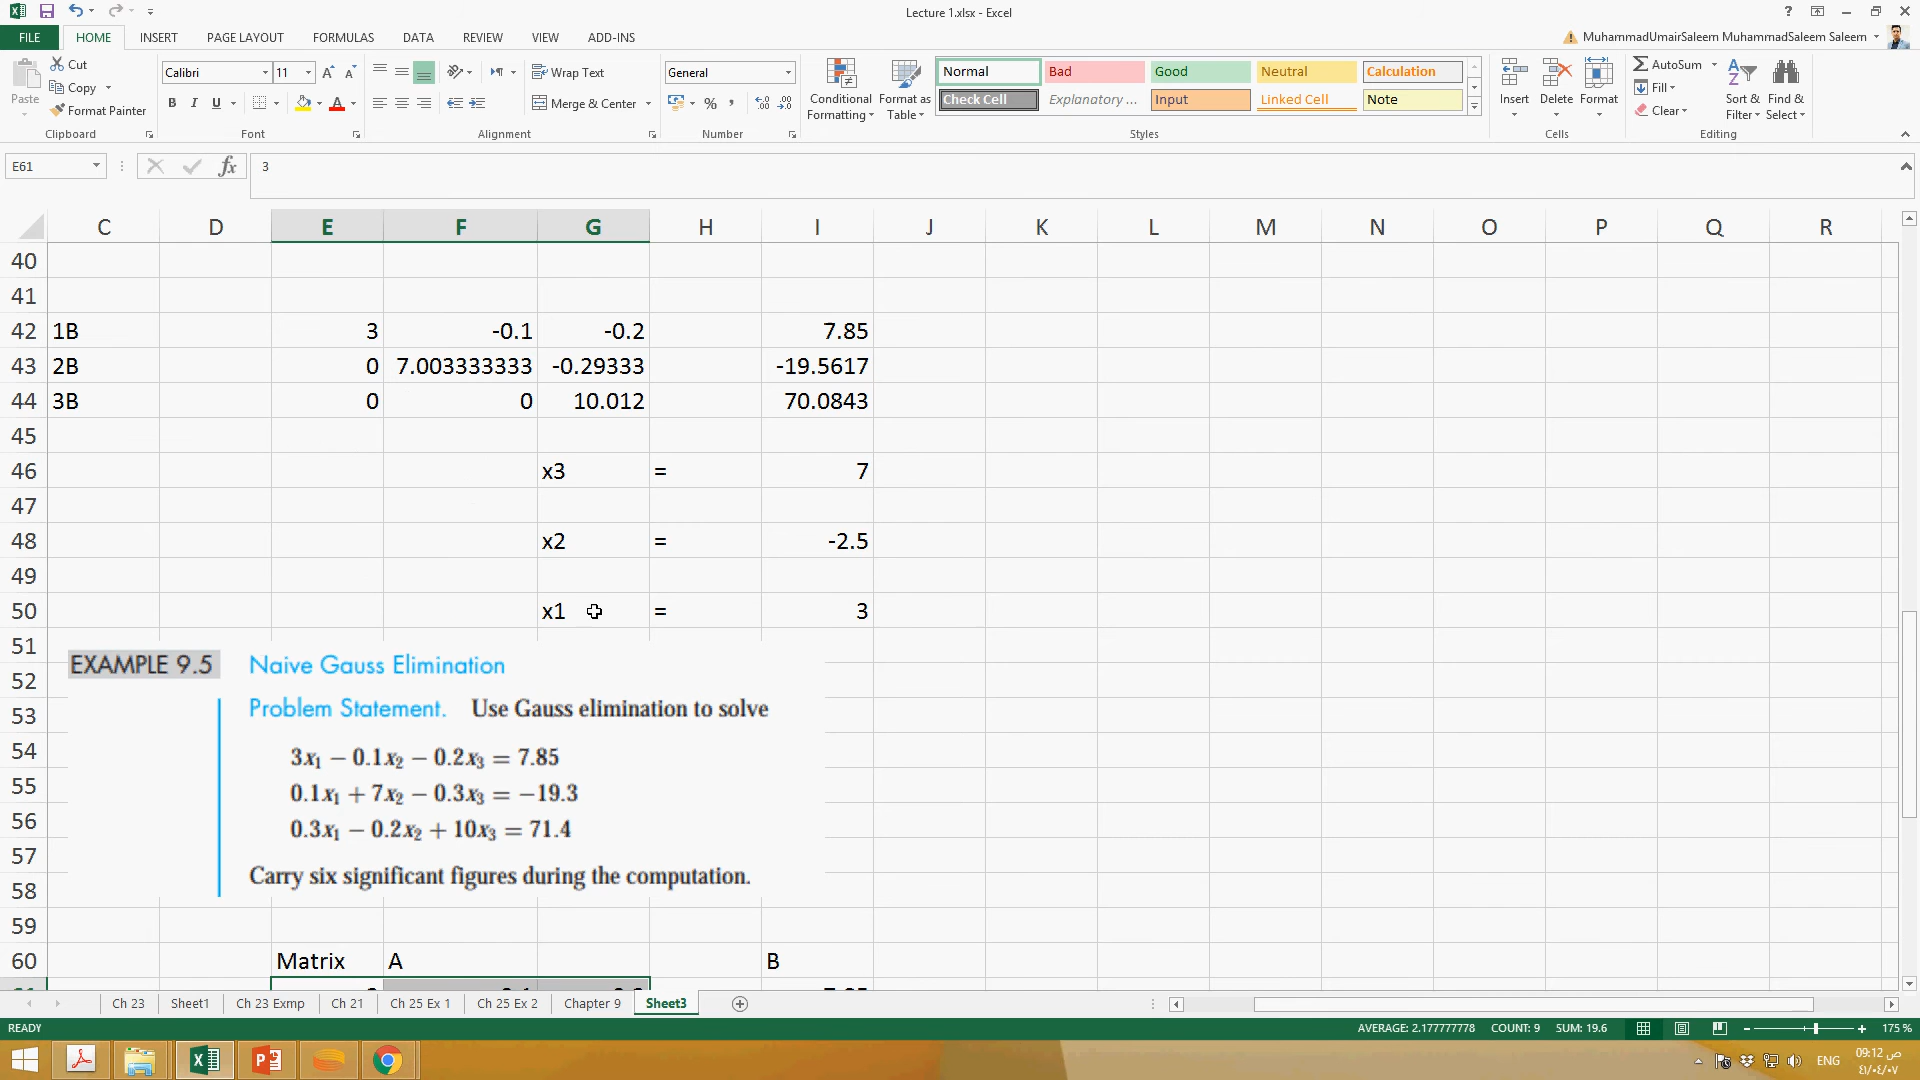 Lecture 1.xlsx - Excel
FILE HOME INSERT PAGE LAYOUT FORMULAS DATA REVIEW VIEW ADD-INS
MuhammadUmairSaleem MuhammadSaleem Saleem
Paste
Cut
Copy
Format Painter
Clipboard
Calibri 11
B I U
Font
Wrap Text
Merge & Center
Alignment
General
%
Number
Conditional Formatting
Format as Table
Normal Bad Good Neutral Calculation
Check Cell Explanatory ... Input Linked Cell Note
Styles
Insert Delete Format
Cells
AutoSum
Fill
Clear
Sort & Filter
Find & Select
Editing
E61 fx 3
C D E F G H I J K L M N O P Q R
40
41
42 1B 3 -0.1 -0.2 7.85
43 2B 0 7.003333333 -0.29333 -19.5617
44 3B 0 0 10.012 70.0843
45
46 x3 = 7
47
48 x2 = -2.5
49
50 x1 = 3
51
52
53
54
55
56
57
58
59
EXAMPLE 9.5 Naive Gauss Elimination
Problem Statement. Use Gauss elimination to solve
3x₁ − 0.1x₂ − 0.2x₃ = 7.85
0.1x₁ + 7x₂ − 0.3x₃ = −19.3
0.3x₁ − 0.2x₂ + 10x₃ = 71.4
Carry six significant figures during the computation.
60 Matrix A B
Ch 23 Sheet1 Ch 23 Exmp Ch 21 Ch 25 Ex 1 Ch 25 Ex 2 Chapter 9 Sheet3
READY AVERAGE: 2.177777778 COUNT: 9 SUM: 19.6 175 %
ENG
09:12 ص